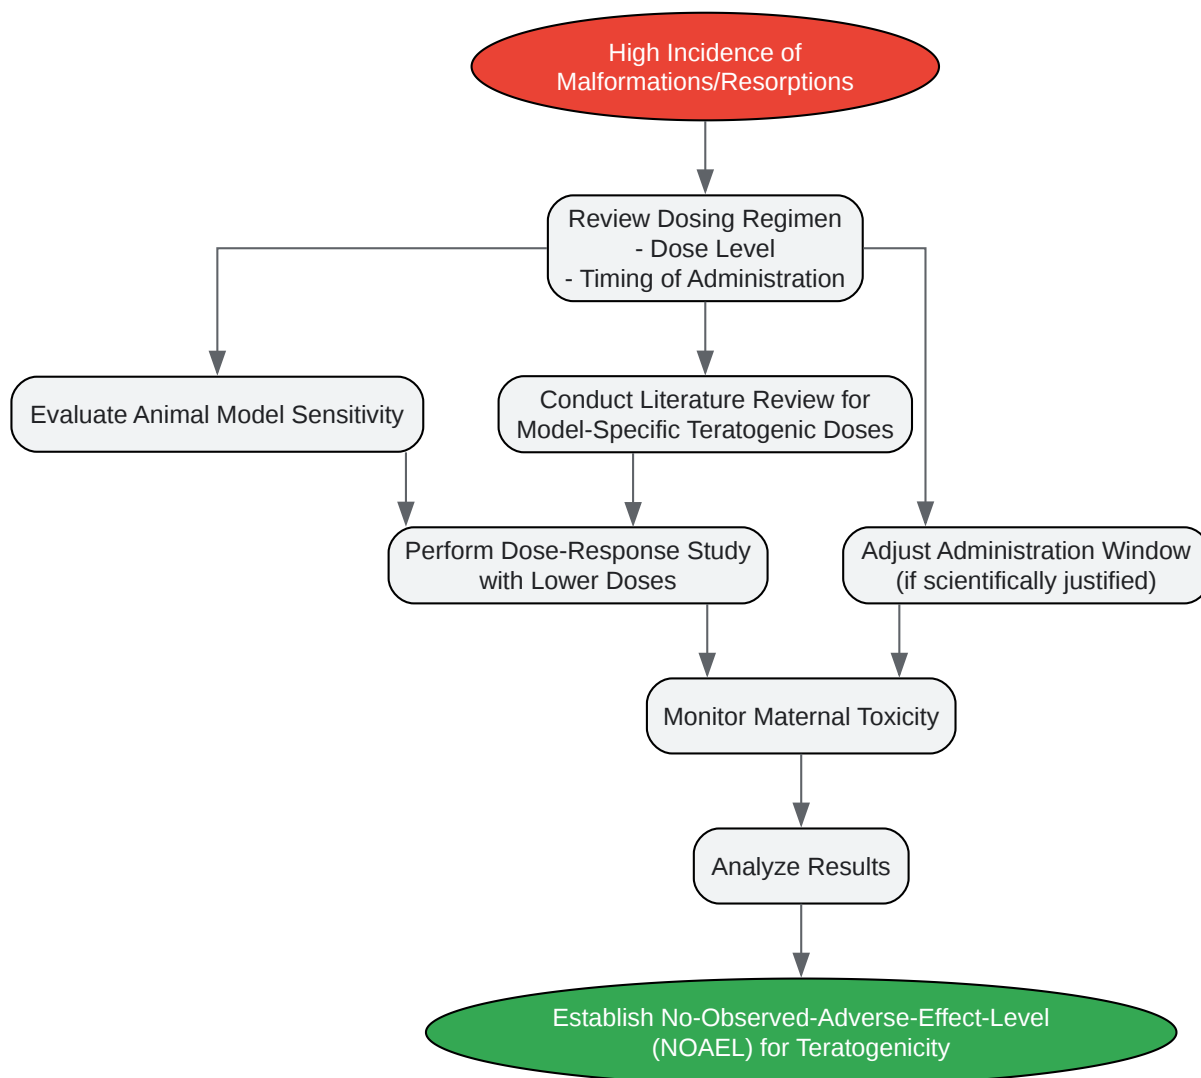 High Incidence of
Malformations/Resorptions
Review Dosing Regimen
- Dose Level
- Timing of Administration
Evaluate Animal Model Sensitivity
Conduct Literature Review for
Model-Specific Teratogenic Doses
Perform Dose-Response Study
with Lower Doses
Adjust Administration Window
(if scientifically justified)
Monitor Maternal Toxicity
Analyze Results
Establish No-Observed-Adverse-Effect-Level
(NOAEL) for Teratogenicity